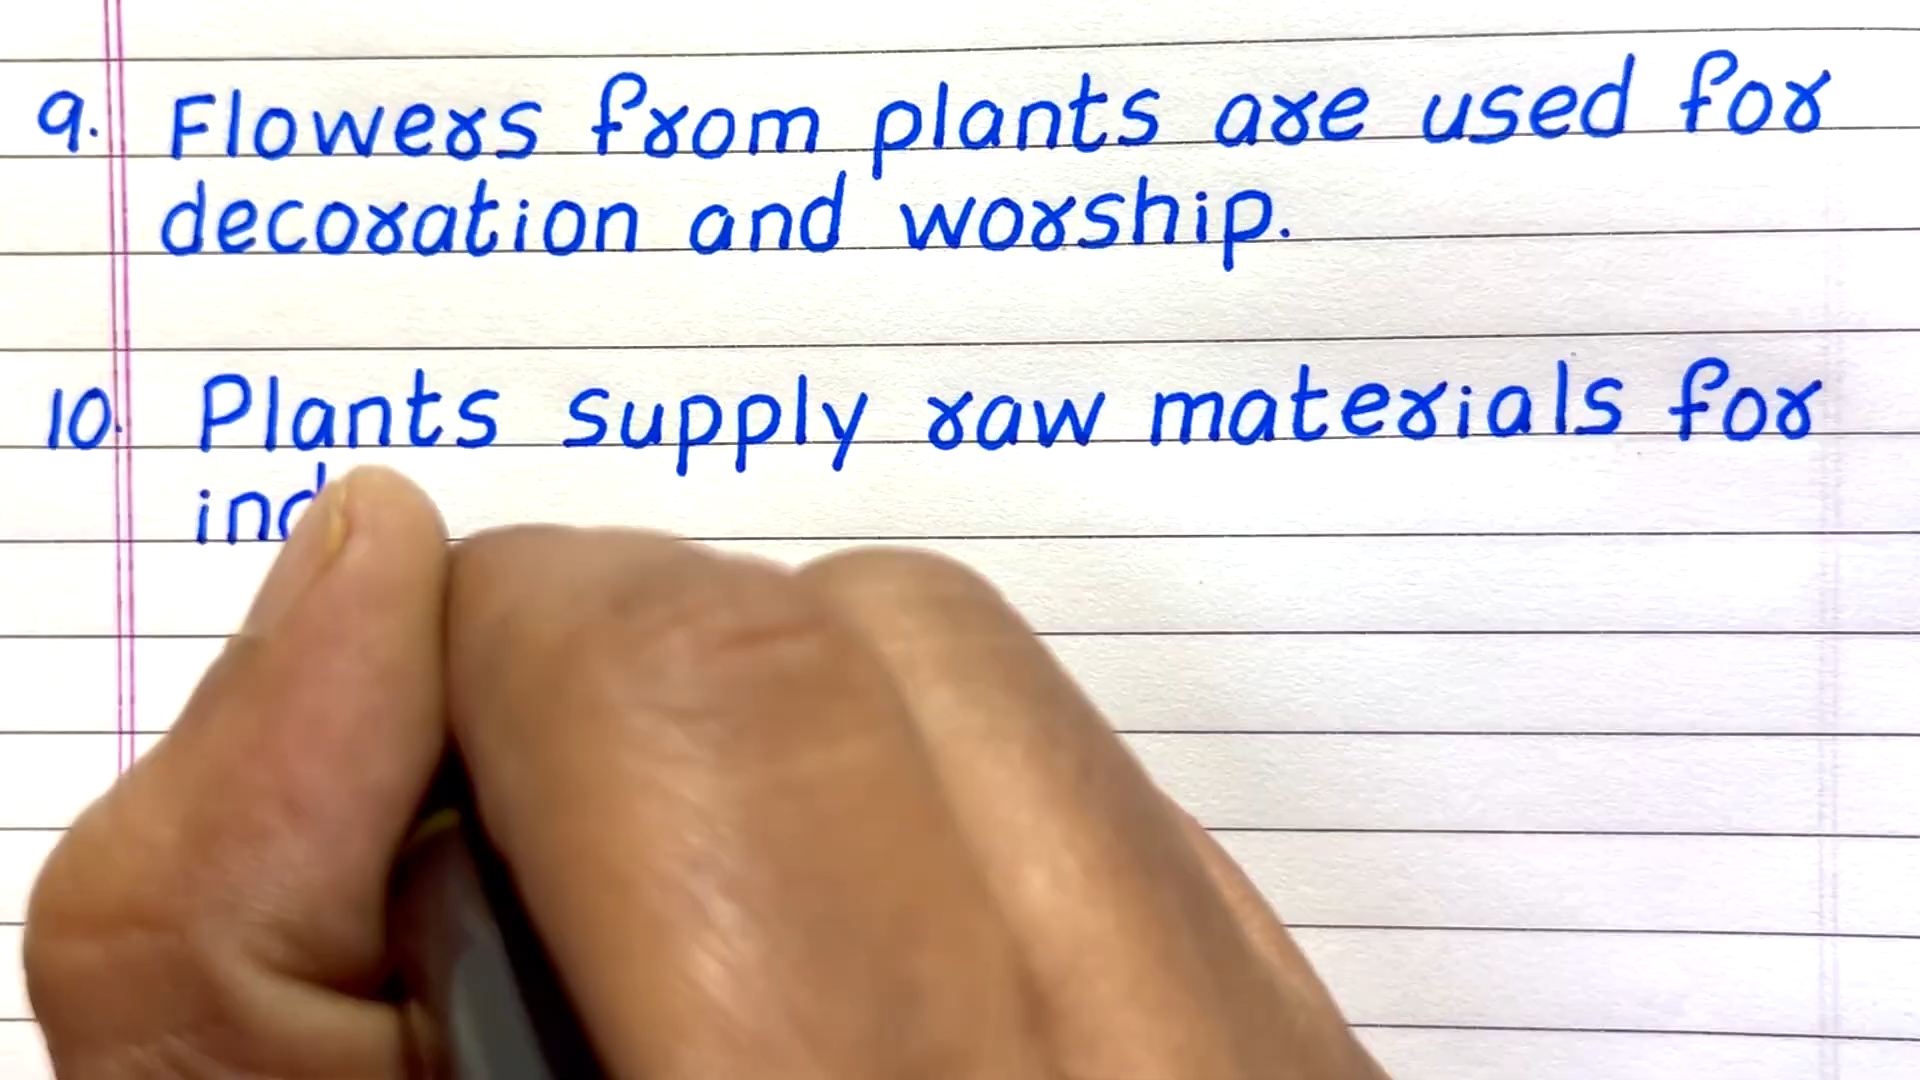 9. Flowers from plants are used for
decoration and worship.
10. Plants supply raw materials for
ind